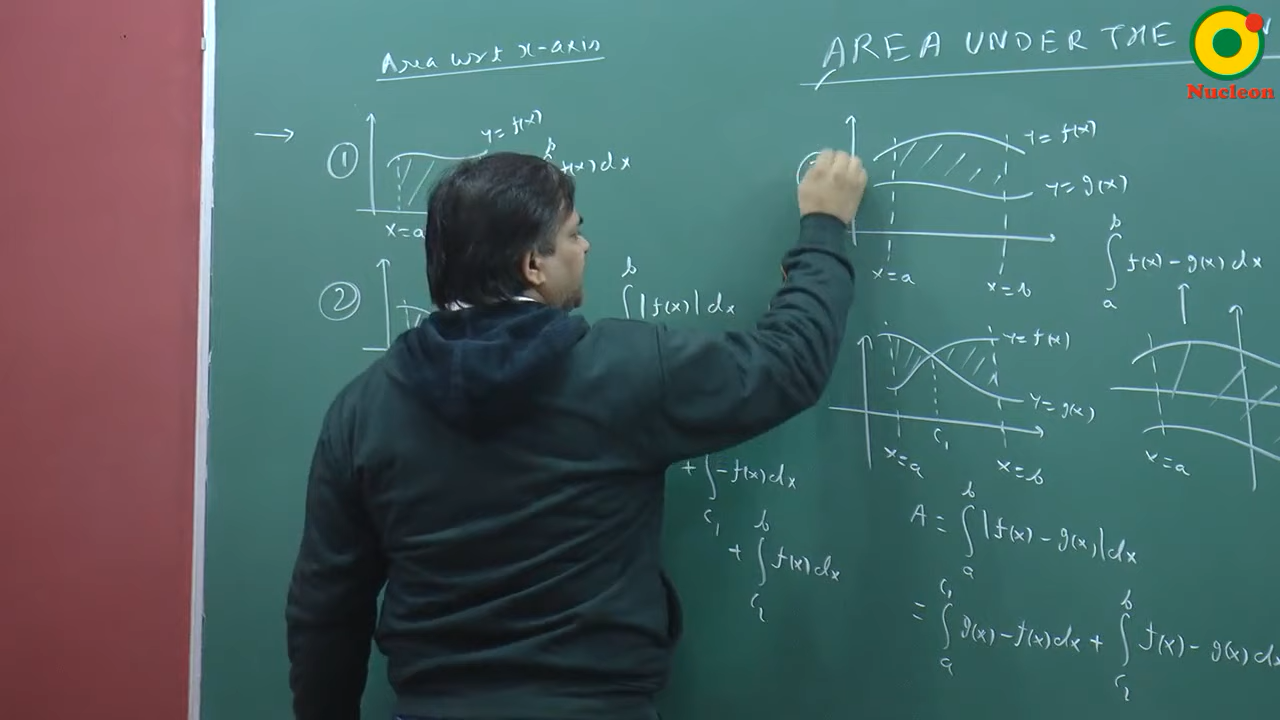 Area wrt x-axis
①
y = f(x)
b
f(x) dx
x=a
②
b
∫ |f(x)| dx
+ ∫ -f(x) dx
c₁
b
+ ∫ f(x) dx
c₂
AREA UNDER THE
Nucleon
y = f(x)
y = g(x)
x=a
x=b
b
∫ f(x) - g(x) dx
a
y = f(x)
y = g(x)
c₁
x=a
x=b
x=a
b
A = ∫ |f(x) - g(x)| dx
a
c₁ b
= ∫ g(x) - f(x) dx + ∫ f(x) - g(x) dx
a